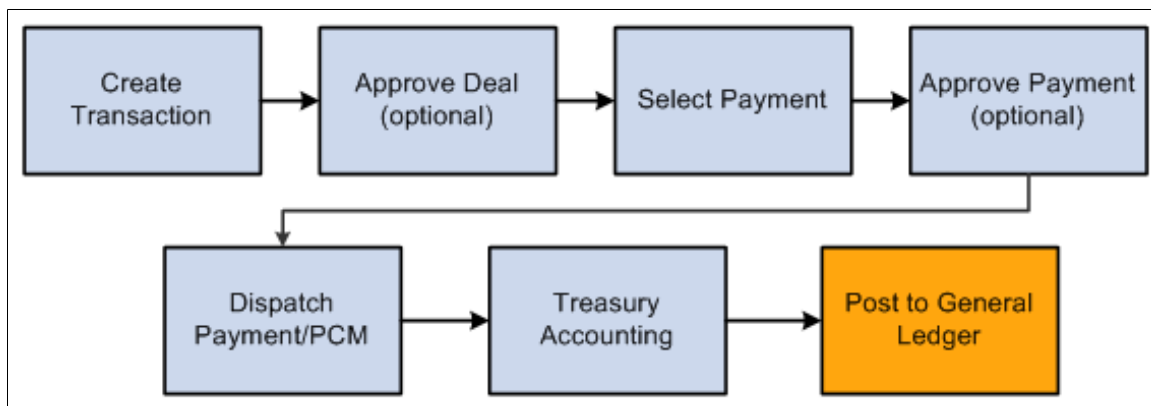 Create
Transaction
Approve Deal
(optional)
Select Payment
Approve Payment
(optional)
Dispatch
Payment/PCM
Treasury
Accounting
Post to General
Ledger